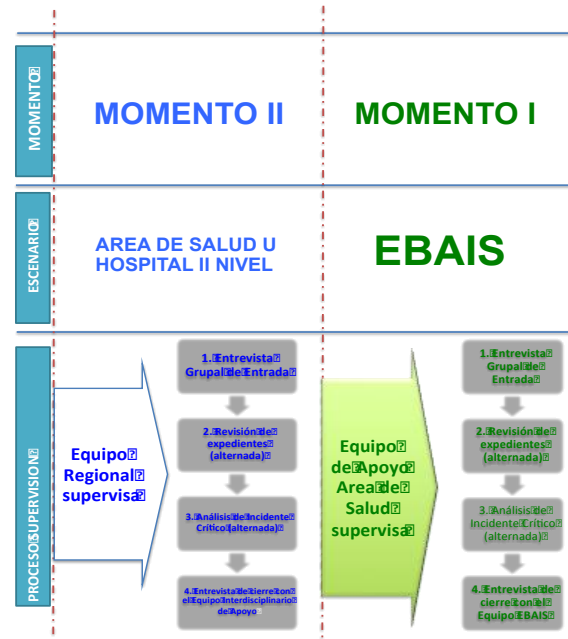 MOMENTO
MOMENTO II
MOMENTO I
ESCENARIO
AREA DE SALUD U
HOSPITAL II NIVEL
EBAIS
PROCESO SUPERVISION
Equipo
Regional
supervisa
1. Entrevista
Grupal de Entrada
2. Revisión de
expedientes
(alternada)
3. Análisis de Incidente
Crítico (alternada)
4. Entrevista de cierre con
el Equipo Interdisciplinario
de Apoyo
Equipo
de Apoyo
Area de
Salud
supervisa
1. Entrevista
Grupal de
Entrada
2. Revisión de
expedientes
(alternada)
3. Análisis de
Incidente Crítico
(alternada)
4. Entrevista de
cierre con el
Equipo EBAIS